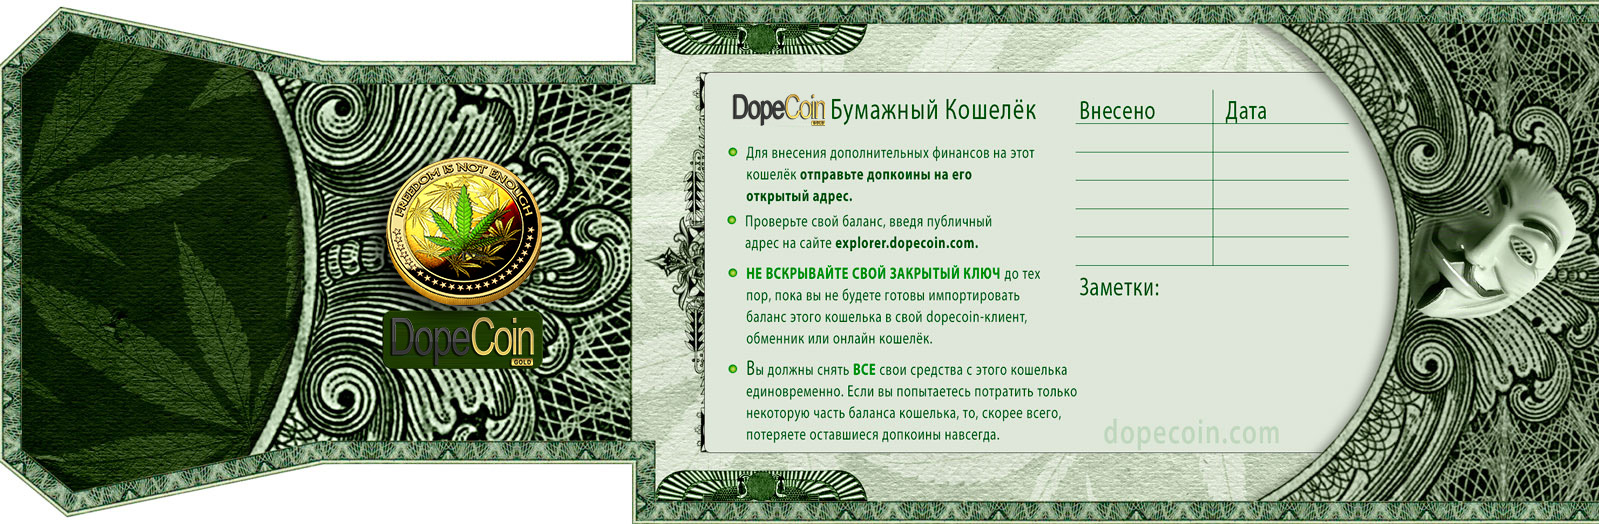 FREEDOM IS NOT ENOUGH
DopeCoin
GOLD
DopeCoin GOLD Бумажный Кошелёк
Для внесения дополнительных финансов на этот
кошелёк отправьте допкоины на его
открытый адрес.
Проверьте свой баланс, введя публичный
адрес на сайте explorer.dopecoin.com.
НЕ ВСКРЫВАЙТЕ СВОЙ ЗАКРЫТЫЙ КЛЮЧ до тех
пор, пока вы не будете готовы импортировать
баланс этого кошелька в свой dopecoin-клиент,
обменник или онлайн кошелёк.
Вы должны снять ВСЕ свои средства с этого кошелька
единовременно. Если вы попытаетесь потратить только
некоторую часть баланса кошелька, то, скорее всего,
потеряете оставшиеся допкоины навсегда.
Внесено Дата
Заметки:
dopecoin.com